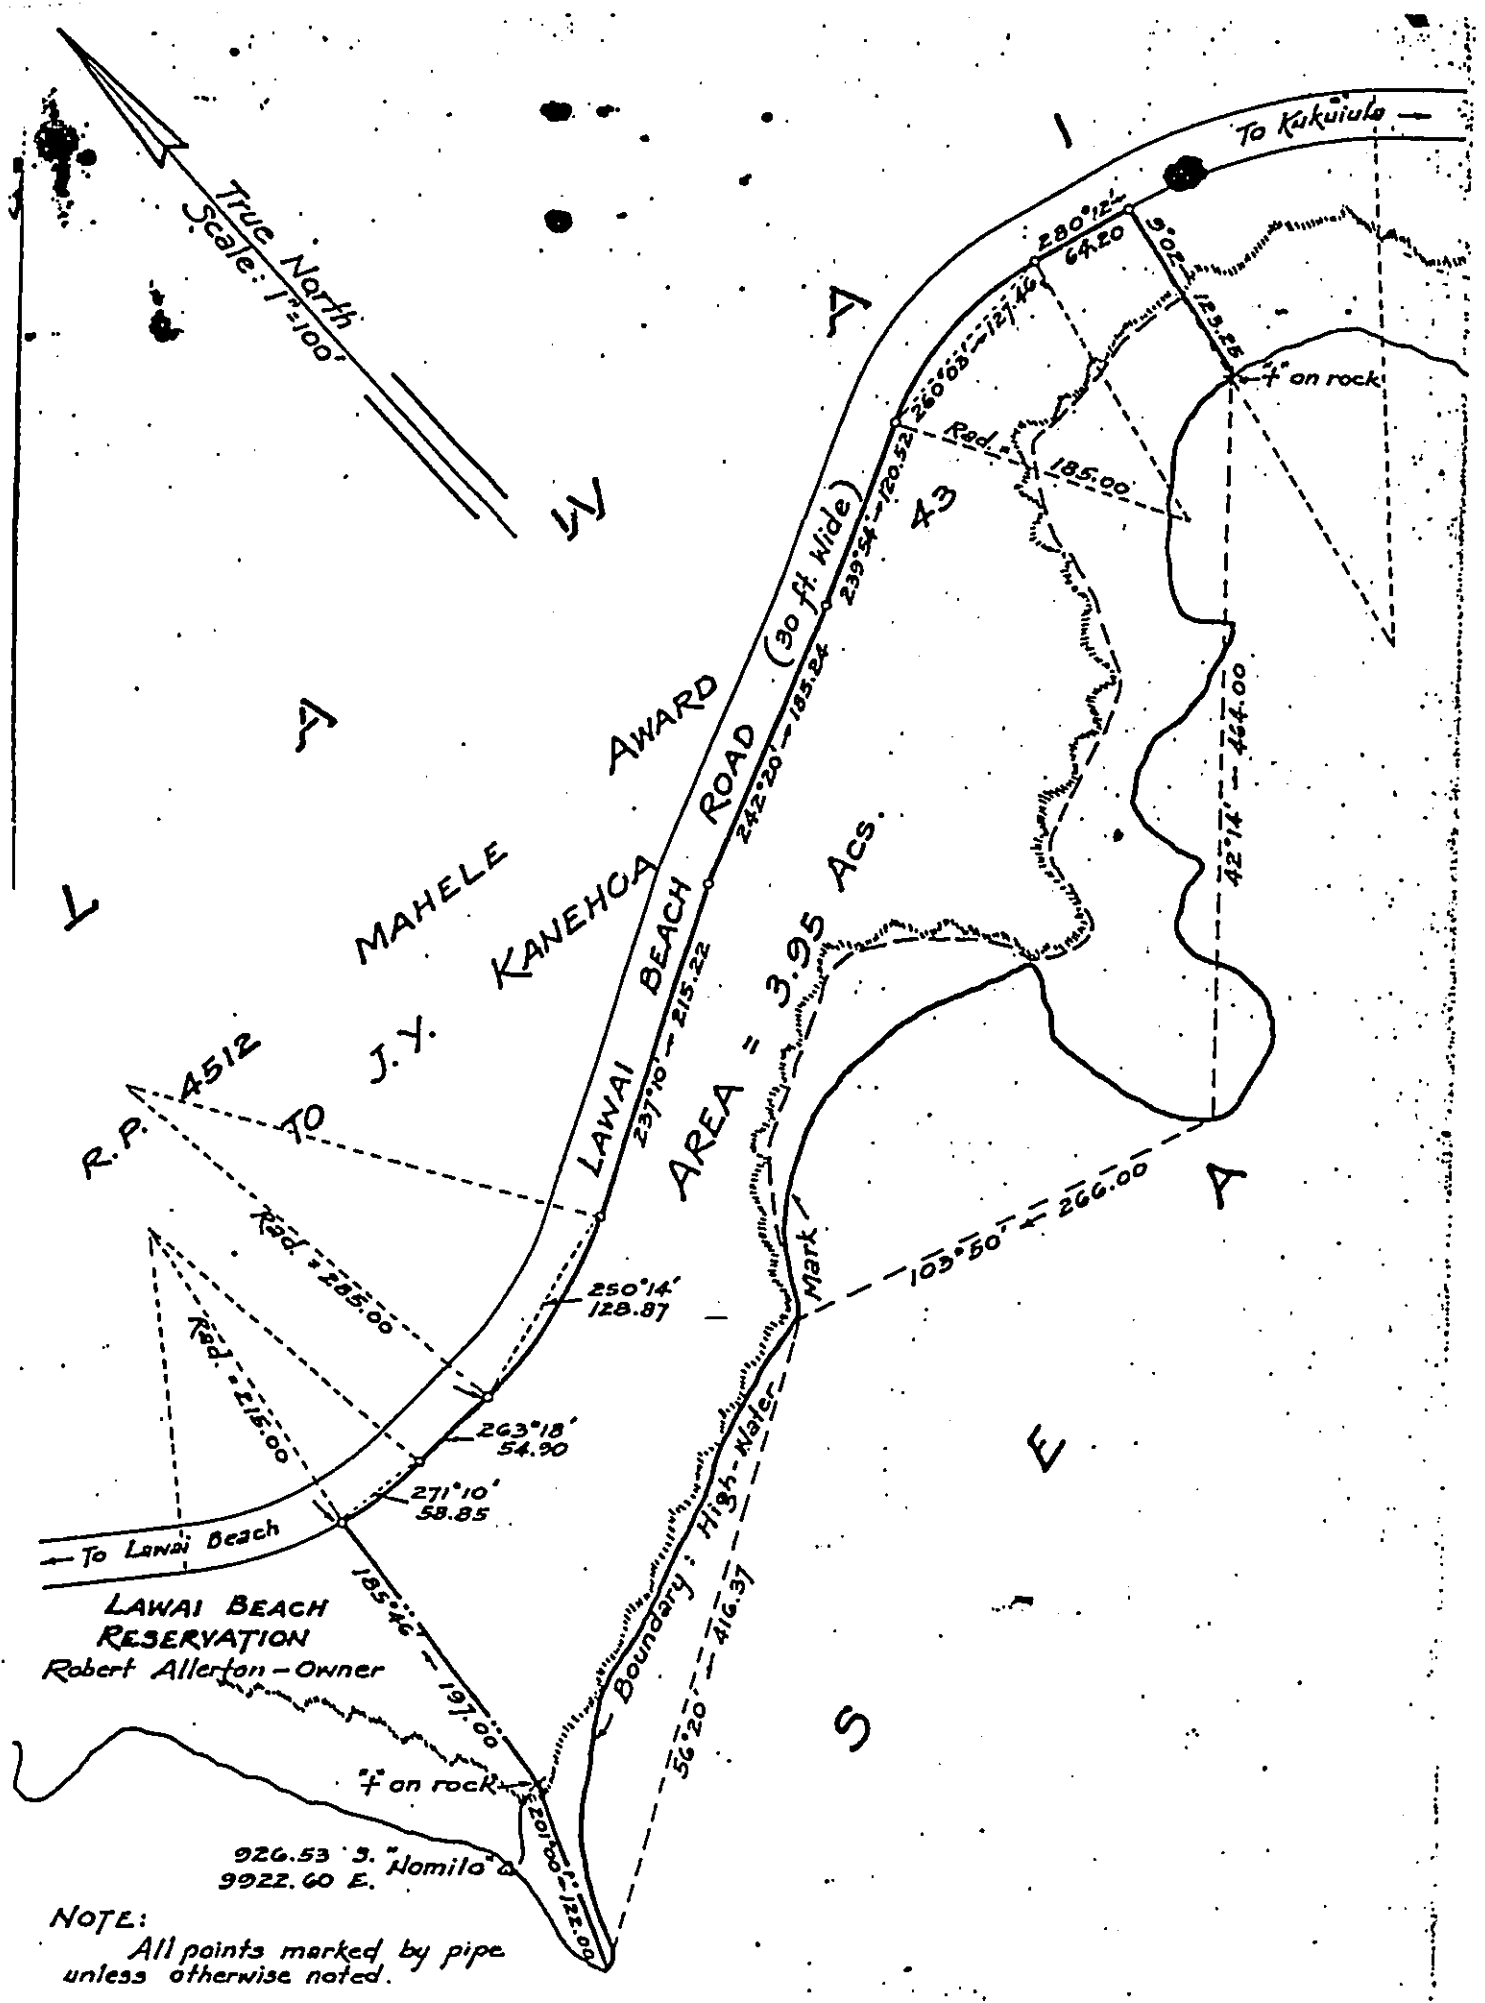 True North
Scale: 1"=100'
To Kukuiula →
280°12'
64.20
9°02' — 123.25
"+" on rock
260°03' — 127.46
Rad. = 185.00
239°54' — 120.52
(30 ft. Wide)
43
242°20' — 185.24
42°14' — 464.00
LAWAI
MAHELE AWARD
R. P. 4512 TO J. Y. KANEHOA
LAWAI BEACH ROAD
237°10' — 215.22
AREA = 3.95 Acs.
Rad. = 285.00
Rad. = 215.00
250°14'
128.87
263°18'
54.90
271°10'
58.85
103°50' 266.00
← To Lawai Beach
LAWAI BEACH
RESERVATION
Robert Allerton – Owner
185°46' — 197.00
Boundary: High-Water Mark
56°20' — 416.37
SEA
"+" on rock
201°00' 122.00
926.53 S. "Nomilo"
9922.60 E.
NOTE:
All points marked by pipe
unless otherwise noted.